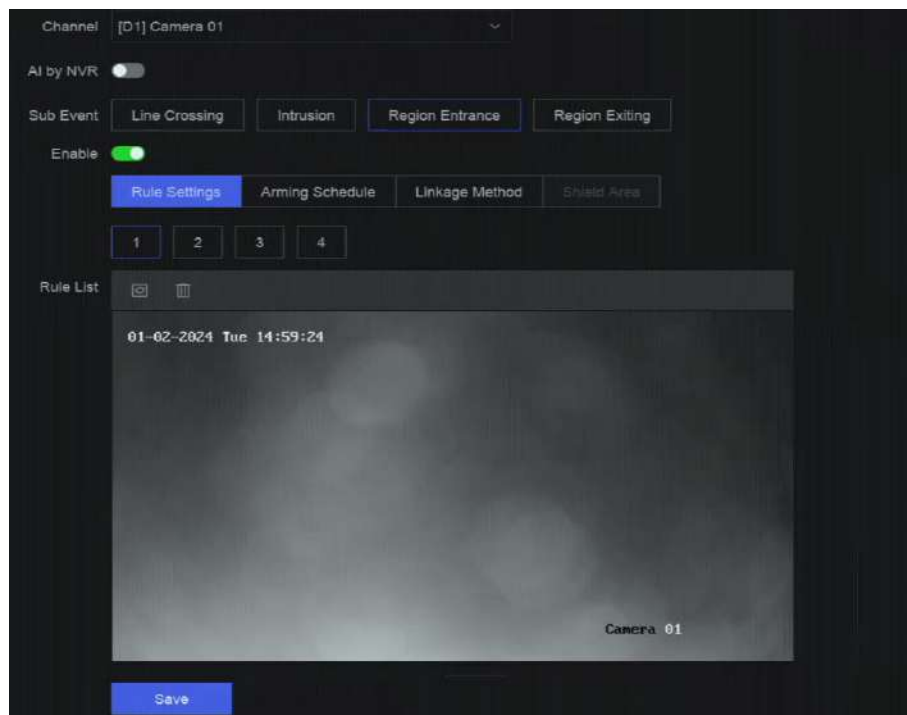 Channel [D1] Camera 01
AI by NVR
Sub Event Line Crossing Intrusion Region Entrance Region Exiting
Enable
Rule Settings Arming Schedule Linkage Method Shield Area
1 2 3 4
Rule List
01-02-2024 Tue 14:59:24
Camera 01
Save